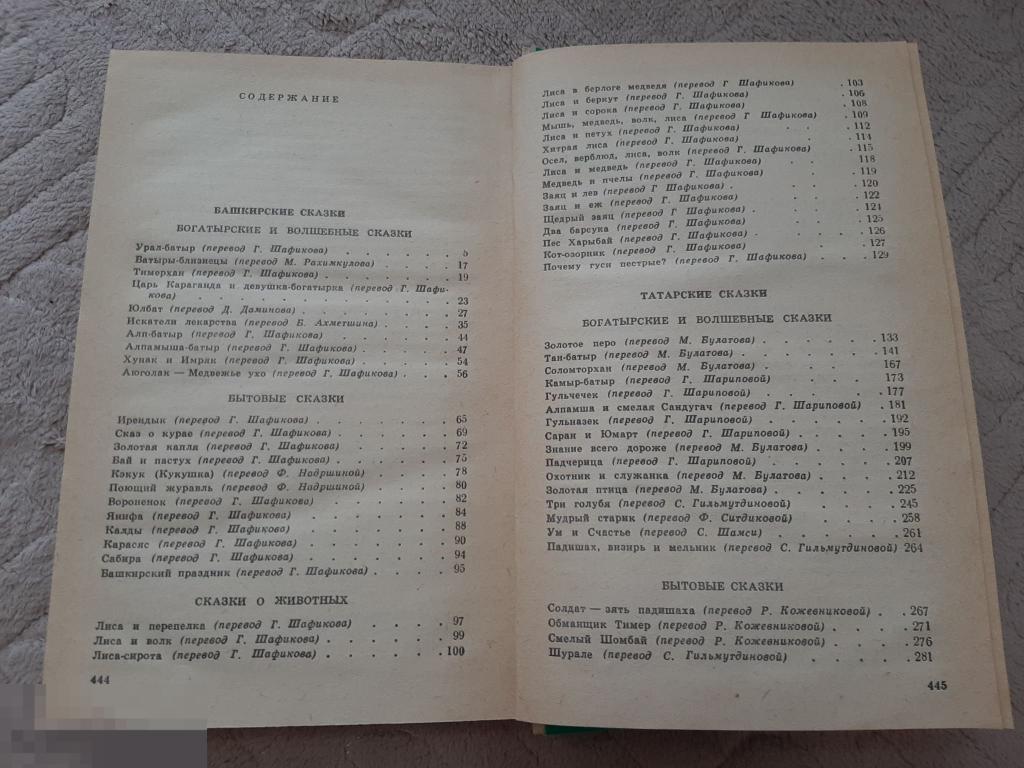 СОДЕРЖАНИЕ
БАШКИРСКИЕ СКАЗКИ
БОГАТЫРСКИЕ И ВОЛШЕБНЫЕ СКАЗКИ
Урал-батыр (перевод Г. Шафикова) . . . . . . 5
Батыры-близнецы (перевод М. Рахимкулова) . . . . 17
Тимерхан (перевод Г. Шафикова) . . . . . . 19
Царь Караганда и девушка-богатырка (перевод Г. Шафи-
кова) . . . . . . . . . . 23
Юлбат (перевод Д. Даминова) . . . . . . 27
Искатели лекарства (перевод Б. Ахметшина) . . . . 35
Алп-батыр (перевод Г. Шафикова) . . . . . 44
Алпамыша-батыр (перевод Г. Шафикова) . . . . 47
Хунак и Имряк (перевод Г. Шафикова) . . . . 54
Аюголак — Медвежье ухо (перевод Г. Шафикова) . . . 56
БЫТОВЫЕ СКАЗКИ
Ирендык (перевод Г. Шафикова) . . . . . . 65
Сказ о курае (перевод Г. Шафикова) . . . . . 69
Золотая капля (перевод Г. Шафикова) . . . . . 72
Бай и пастух (перевод Г. Шафикова) . . . . . 75
Кэкук (Кукушка) (перевод Ф. Надршиной) . . . . 78
Поющий журавль (перевод Ф. Надршиной) . . . . 80
Вороненок (перевод Г. Шафикова) . . . . . 82
Янифа (перевод Г. Шафикова) . . . . . . 84
Калды (перевод Г. Шафикова) . . . . . . 88
Карасяс (перевод Г. Шафикова) . . . . . . 90
Сабира (перевод Г. Шафикова) . . . . . . 94
Башкирский праздник (перевод Г. Шафикова) . . . . 95
СКАЗКИ О ЖИВОТНЫХ
Лиса и перепелка (перевод Г. Шафикова) . . . . 97
Лиса и волк (перевод Г. Шафикова) . . . . . 99
Лиса-сирота (перевод Г. Шафикова) . . . . . . 100
444
Лиса в берлоге медведя (перевод Г. Шафикова) . 103
Лиса и беркут (перевод Г. Шафикова) . 106
Лиса и сорока (перевод Г. Шафикова) . 108
Мышь, медведь, волк, лиса (перевод Г Шафикова) . 109
Лиса и петух (перевод Г. Шафикова) . . . 112
Хитрая лиса (перевод Г. Шафикова) . . . 114
Осел, верблюд, лиса, волк (перевод Г. Шафикова) . . 115
Лиса и медведь (перевод Г. Шафикова) . . 118
Медведь и пчелы (перевод Г. Шафикова) . . 119
Заяц и лев (перевод Г Шафикова) . . . . 120
Заяц и еж (перевод Г. Шафикова) . . . 122
Щедрый заяц (перевод Г Шафикова) . . . . 124
Два барсука (перевод Г. Шафикова) . . . 125
Пес Харыбай (перевод Г. Шафикова) . . . . 126
Кот-озорник (перевод Г. Шафикова) . . . 127
Почему гуси пестрые? (перевод Г. Шафикова) . . . 129
ТАТАРСКИЕ СКАЗКИ
БОГАТЫРСКИЕ И ВОЛШЕБНЫЕ СКАЗКИ
Золотое перо (перевод М. Булатова) . . . . . 133
Тан-батыр (перевод М. Булатова) . . . . . 141
Соломторхан (перевод М. Булатова) . . . . . 167
Камыр-батыр (перевод Г. Шариповой) . . . . 173
Гульчечек (перевод Г. Шариповой) . . . . . 177
Алпамша и смелая Сандугач (перевод Г. Шариповой) . 181
Гульназек (перевод Г. Шариповой) . . . . . 192
Саран и Юмарт (перевод Г. Шариповой) . . . . 195
Знание всего дороже (перевод М. Булатова) . . . 199
Падчерица (перевод Г. Шариповой) . . . . . 207
Охотник и служанка (перевод М. Булатова) . . . 212
Золотая птица (перевод М. Булатова) . . . . . 225
Три голубя (перевод С. Гильмутдиновой) . . . . 245
Мудрый старик (перевод Ф. Ситдиковой) . . . . 258
Ум и Счастье (перевод С. Шамси) . . . . . 261
Падишах, визирь и мельник (перевод С. Гильмутдиновой) 264
БЫТОВЫЕ СКАЗКИ
Солдат — зять падишаха (перевод Р. Кожевниковой) . . 267
Обманщик Тимер (перевод Р. Кожевниковой) . . . 271
Смелый Шомбай (перевод Р. Кожевниковой) . . . . 276
Шурале (перевод С. Гильмутдиновой) . . . . . 281
445